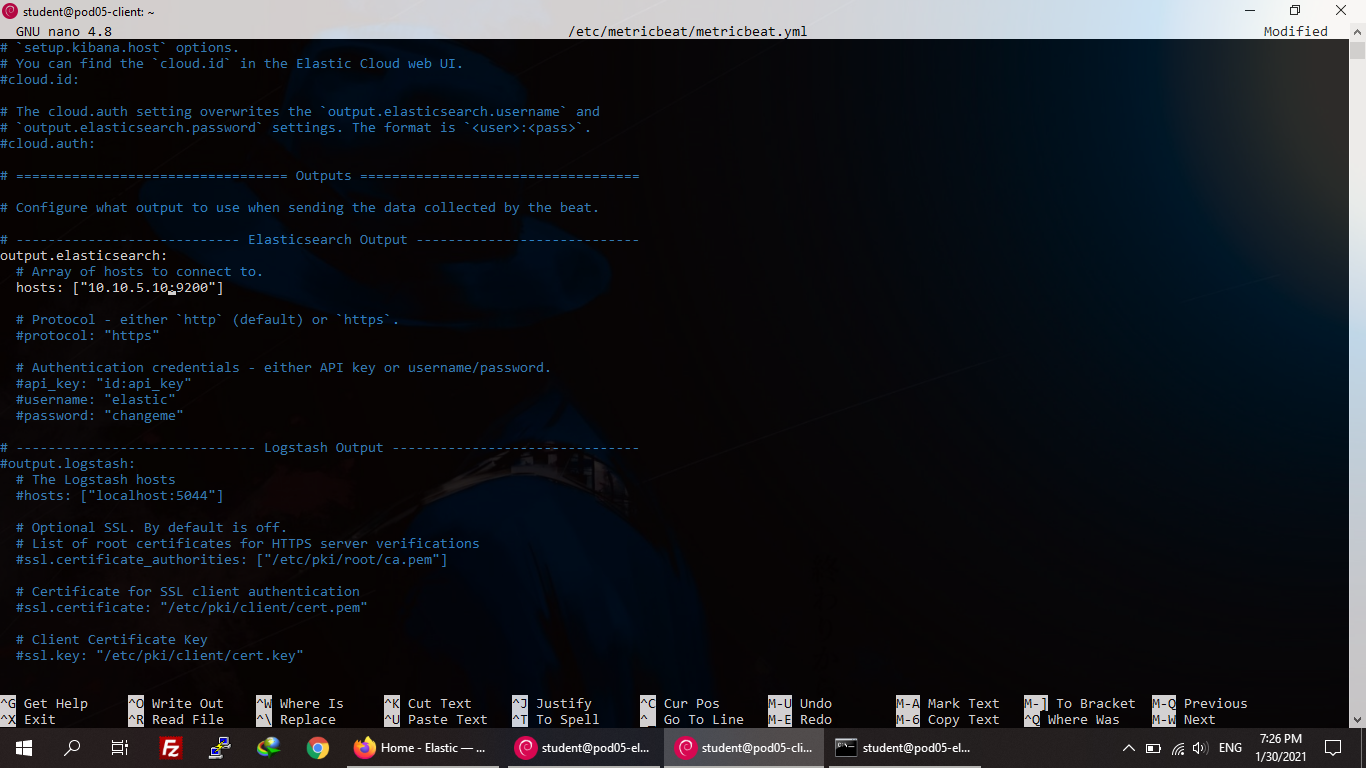 student@pod05-client: ~
GNU nano 4.8 /etc/metricbeat/metricbeat.yml Modified
# `setup.kibana.host` options.
# You can find the `cloud.id` in the Elastic Cloud web UI.
#cloud.id:
# The cloud.auth setting overwrites the `output.elasticsearch.username` and
# `output.elasticsearch.password` settings. The format is `<user>:<pass>`.
#cloud.auth:
# ================================== Outputs ===================================
# Configure what output to use when sending the data collected by the beat.
# ---------------------------- Elasticsearch Output ----------------------------
output.elasticsearch:
# Array of hosts to connect to.
hosts: ["10.10.5.10:9200"]
# Protocol - either `http` (default) or `https`.
#protocol: "https"
# Authentication credentials - either API key or username/password.
#api_key: "id:api_key"
#username: "elastic"
#password: "changeme"
# ------------------------------ Logstash Output -------------------------------
#output.logstash:
# The Logstash hosts
#hosts: ["localhost:5044"]
# Optional SSL. By default is off.
# List of root certificates for HTTPS server verifications
#ssl.certificate_authorities: ["/etc/pki/root/ca.pem"]
# Certificate for SSL client authentication
#ssl.certificate: "/etc/pki/client/cert.pem"
# Client Certificate Key
#ssl.key: "/etc/pki/client/cert.key"
^G Get Help ^O Write Out ^W Where Is ^K Cut Text ^J Justify ^C Cur Pos M-U Undo M-A Mark Text M-] To Bracket M-Q Previous
^X Exit ^R Read File ^\ Replace ^U Paste Text ^T To Spell ^_ Go To Line M-E Redo M-6 Copy Text ^Q Where Was M-W Next
Home - Elastic — ... student@pod05-el... student@pod05-cli... student@pod05-el... ENG 7:26 PM
1/30/2021